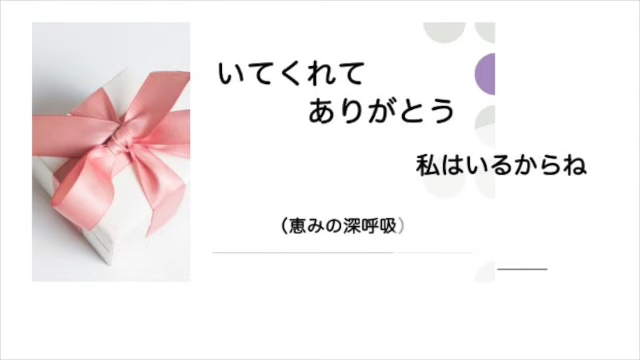 いてくれて
ありがとう
私はいるからね
（恵みの深呼吸）